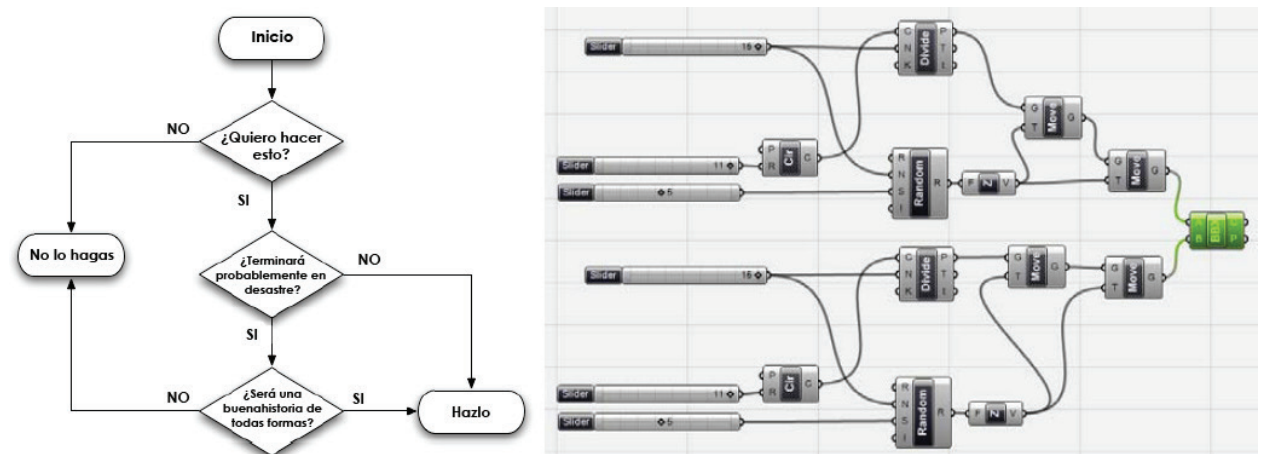 Inicio
¿Quiero hacer
esto?
NO
SI
No lo hagas
¿Terminará
probablemente en
desastre?
NO
SI
¿Será una
buenahistoria de
todas formas?
NO
SI
Hazlo
Slider
16
C
N
K
Divide
P
T
I
Slider
11
P
R
Cir
C
Slider
5
R
N
S
I
Random
R
F
Z
V
G
T
Move
G
G
T
Move
G
A
B
BBX
C
P
Slider
16
C
N
K
Divide
P
T
I
G
T
Move
G
G
T
Move
G
Slider
11
P
R
Cir
C
Slider
5
R
N
S
I
Random
R
F
Z
V